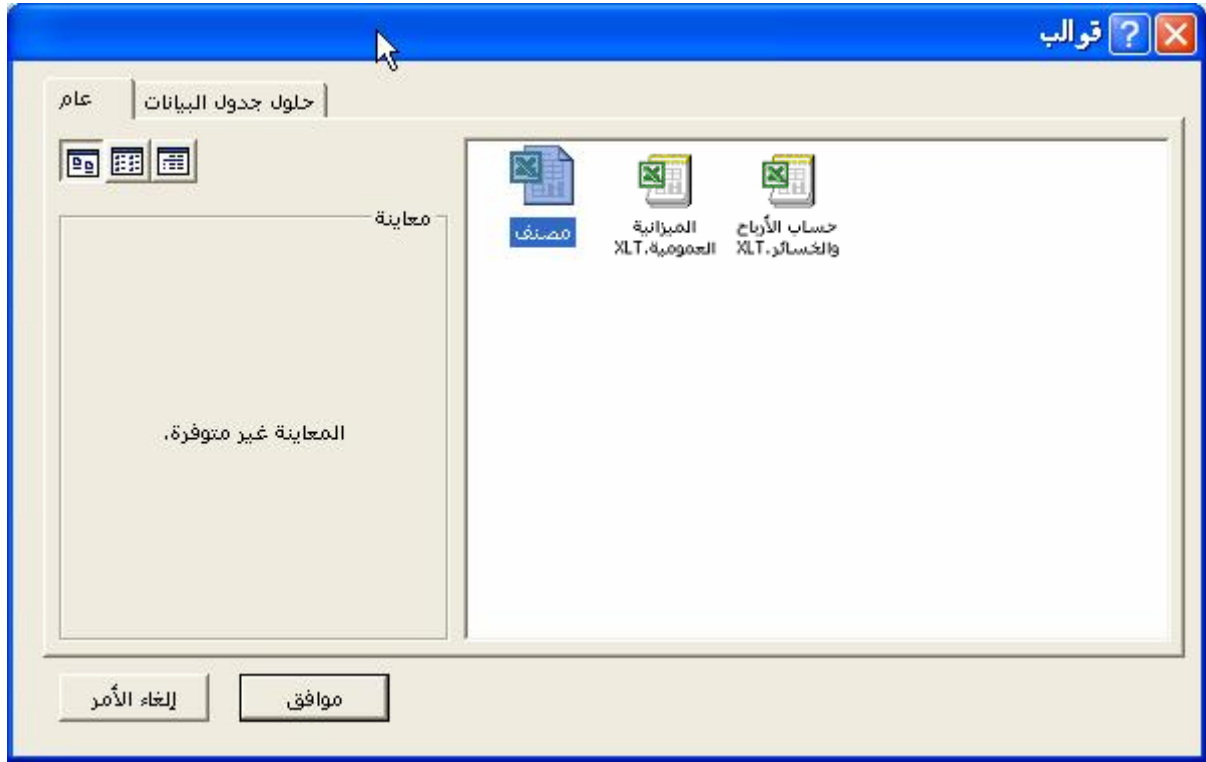 قوالب
عام
حلول جدول البيانات
معاينة
المعاينة غير متوفرة.
مصنف
الميزانية
العمومية.XLT
حساب الأرباح
والخسائر.XLT
موافق
إلغاء الأمر